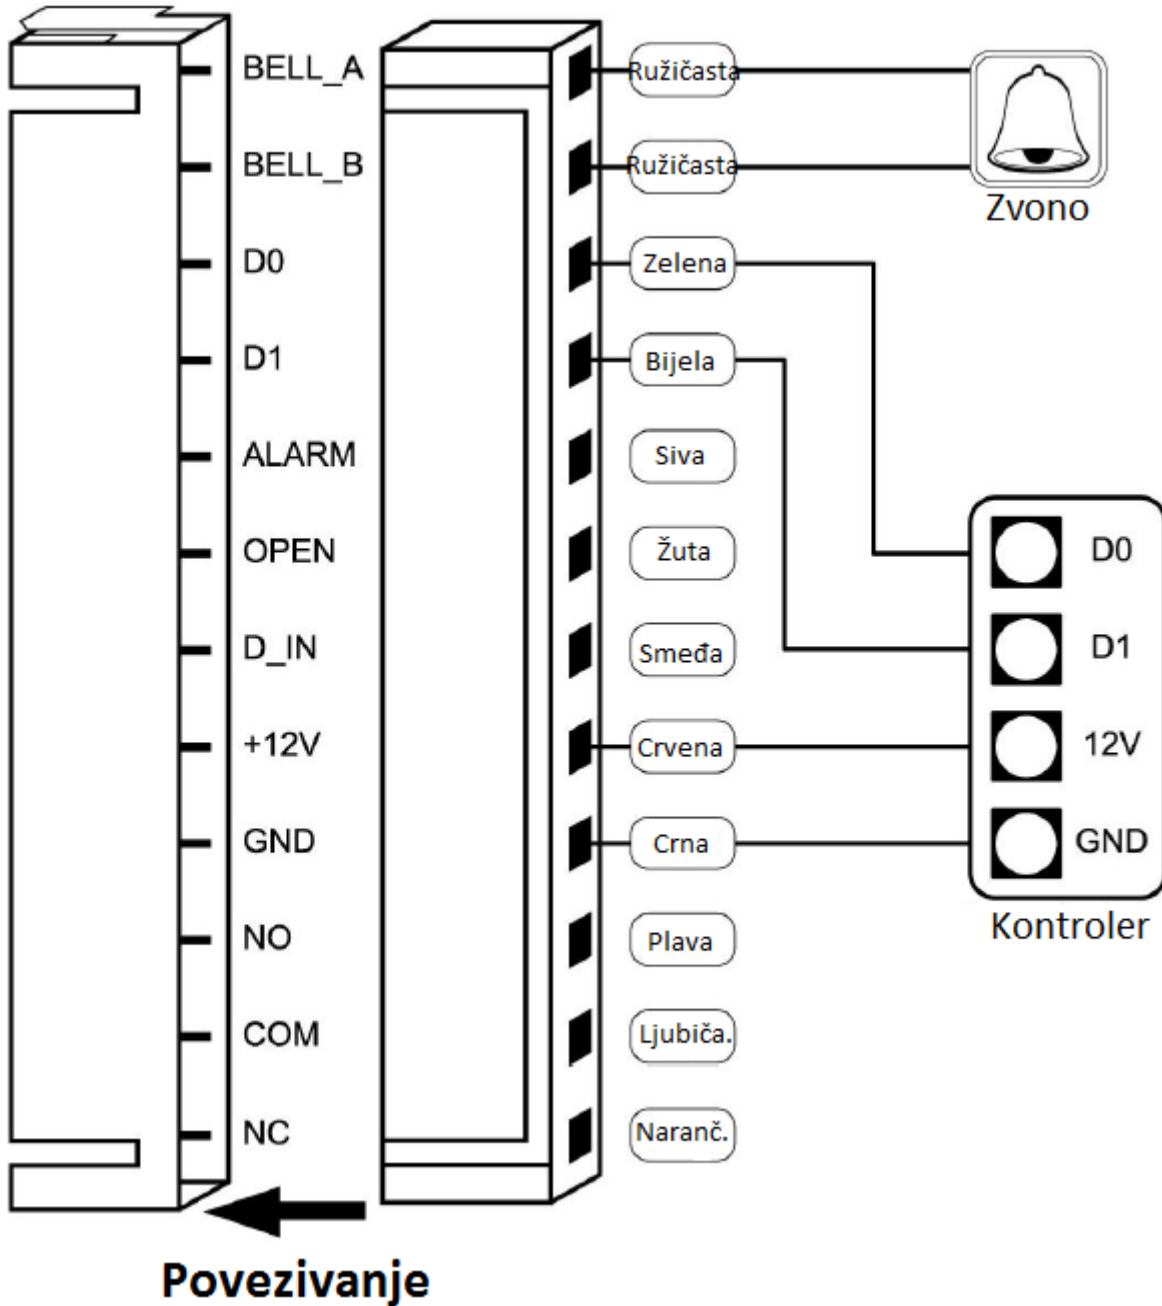 BELL_A Ružičasta
BELL_B Ružičasta
Zvono
D0 Zelena
D1 Bijela
ALARM Siva
OPEN Žuta D0
D_IN Smeđa D1
+12V Crvena 12V
GND Crna GND
Kontroler
NO Plava
COM Ljubiča.
NC Naranč.
Povezivanje